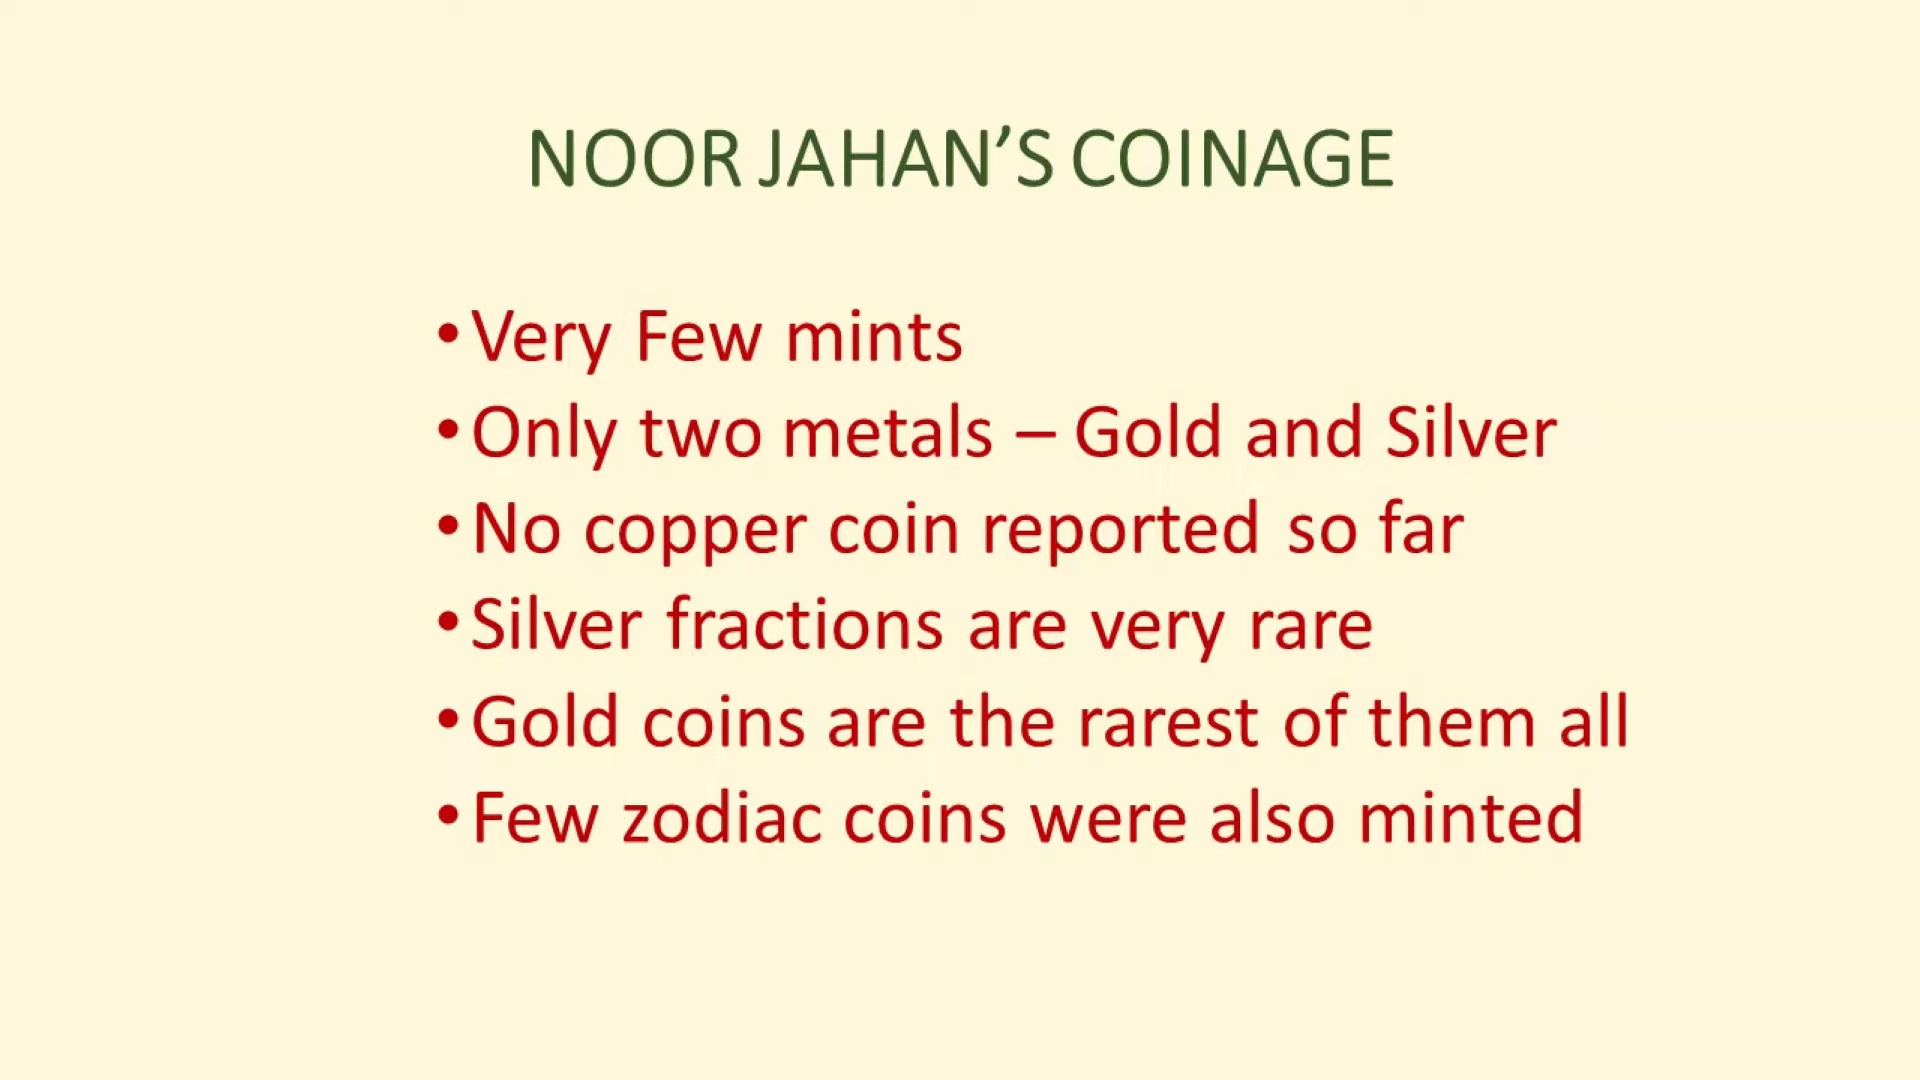 NOOR JAHAN’S COINAGE
•Very Few mints
•Only two metals – Gold and Silver
•No copper coin reported so far
•Silver fractions are very rare
•Gold coins are the rarest of them all
•Few zodiac coins were also minted